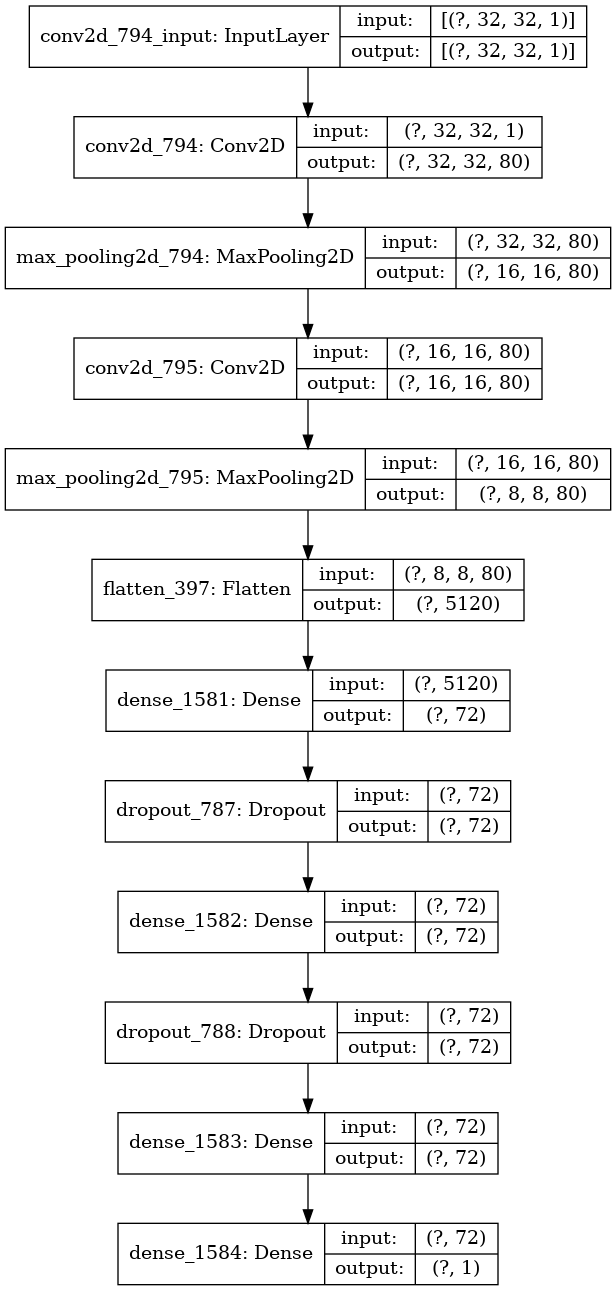 conv2d_794_input: InputLayer
input: [(?, 32, 32, 1)]
output: [(?, 32, 32, 1)]
conv2d_794: Conv2D
input: (?, 32, 32, 1)
output: (?, 32, 32, 80)
max_pooling2d_794: MaxPooling2D
input: (?, 32, 32, 80)
output: (?, 16, 16, 80)
conv2d_795: Conv2D
input: (?, 16, 16, 80)
output: (?, 16, 16, 80)
max_pooling2d_795: MaxPooling2D
input: (?, 16, 16, 80)
output: (?, 8, 8, 80)
flatten_397: Flatten
input: (?, 8, 8, 80)
output: (?, 5120)
dense_1581: Dense
input: (?, 5120)
output: (?, 72)
dropout_787: Dropout
input: (?, 72)
output: (?, 72)
dense_1582: Dense
input: (?, 72)
output: (?, 72)
dropout_788: Dropout
input: (?, 72)
output: (?, 72)
dense_1583: Dense
input: (?, 72)
output: (?, 72)
dense_1584: Dense
input: (?, 72)
output: (?, 1)